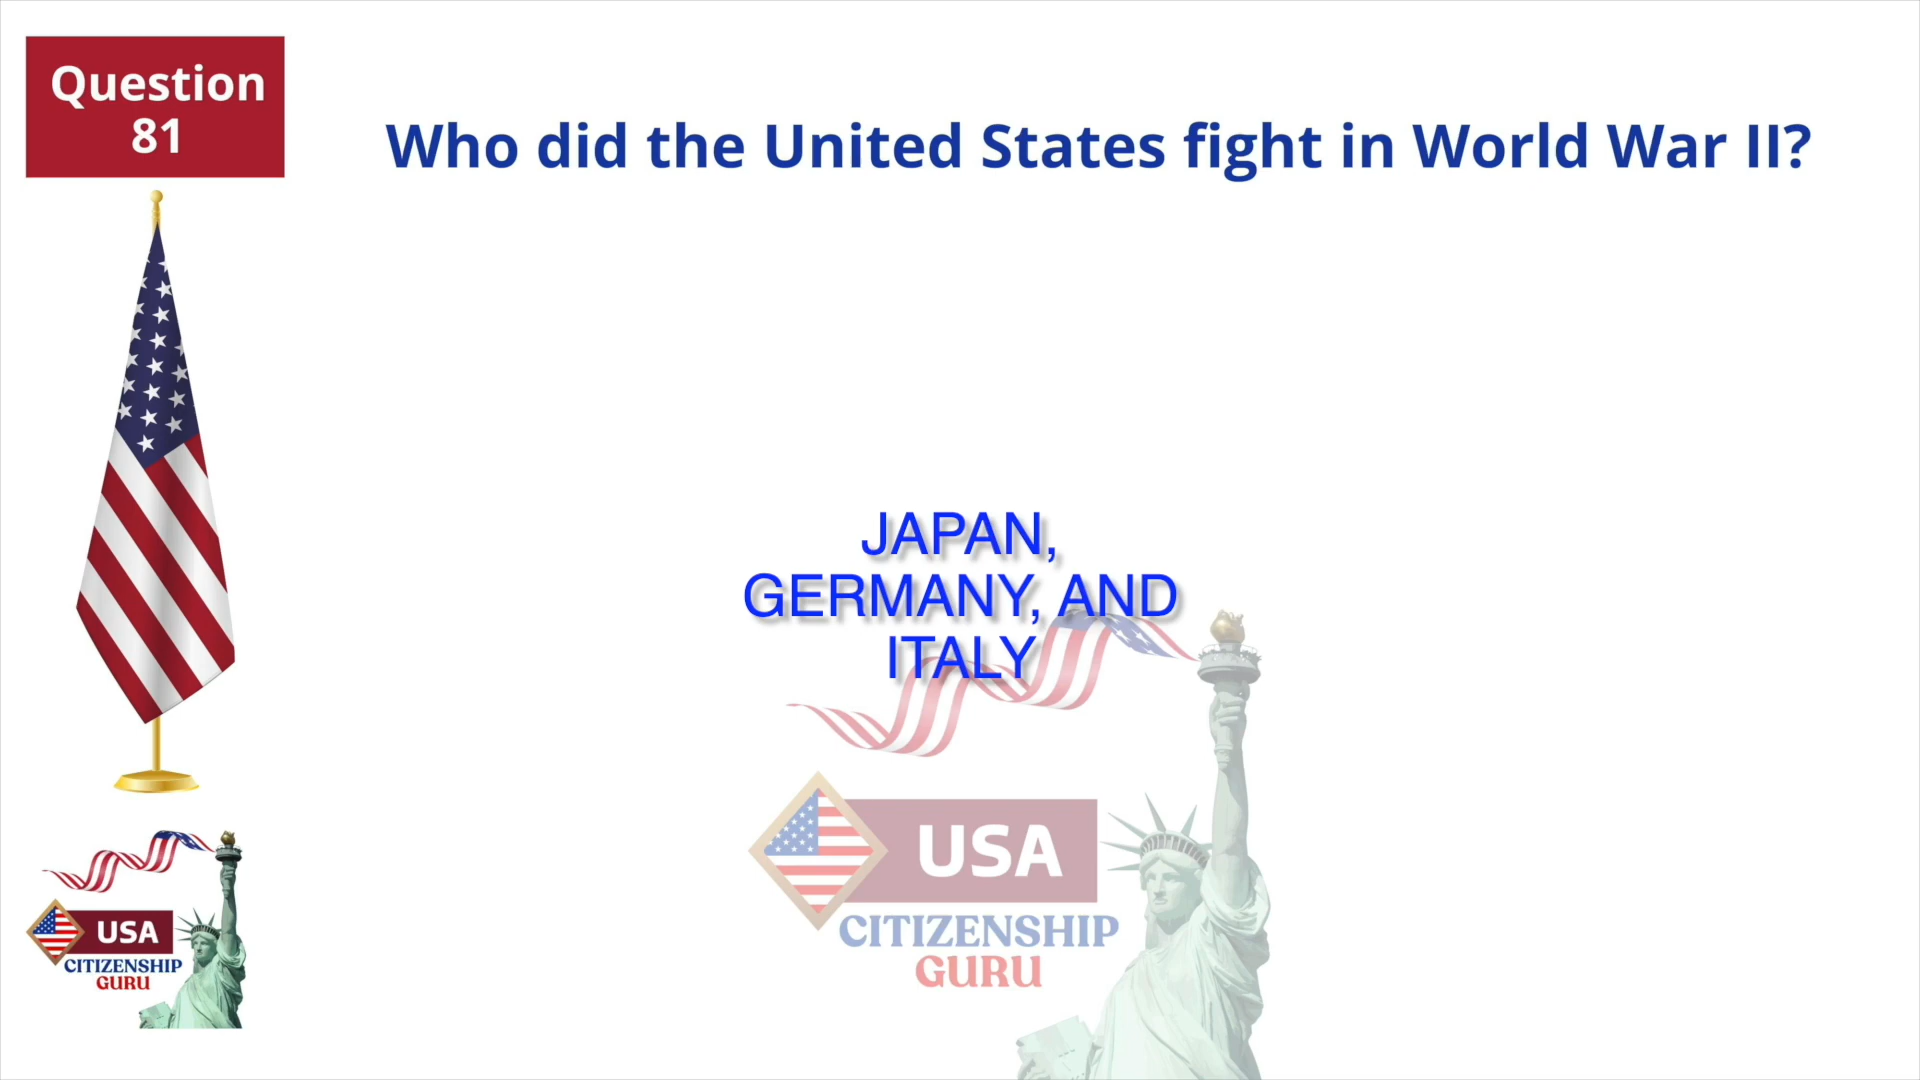 Question
81
Who did the United States fight in World War II?
JAPAN,
GERMANY, AND
ITALY
USA
CITIZENSHIP
GURU
USA
CITIZENSHIP
GURU